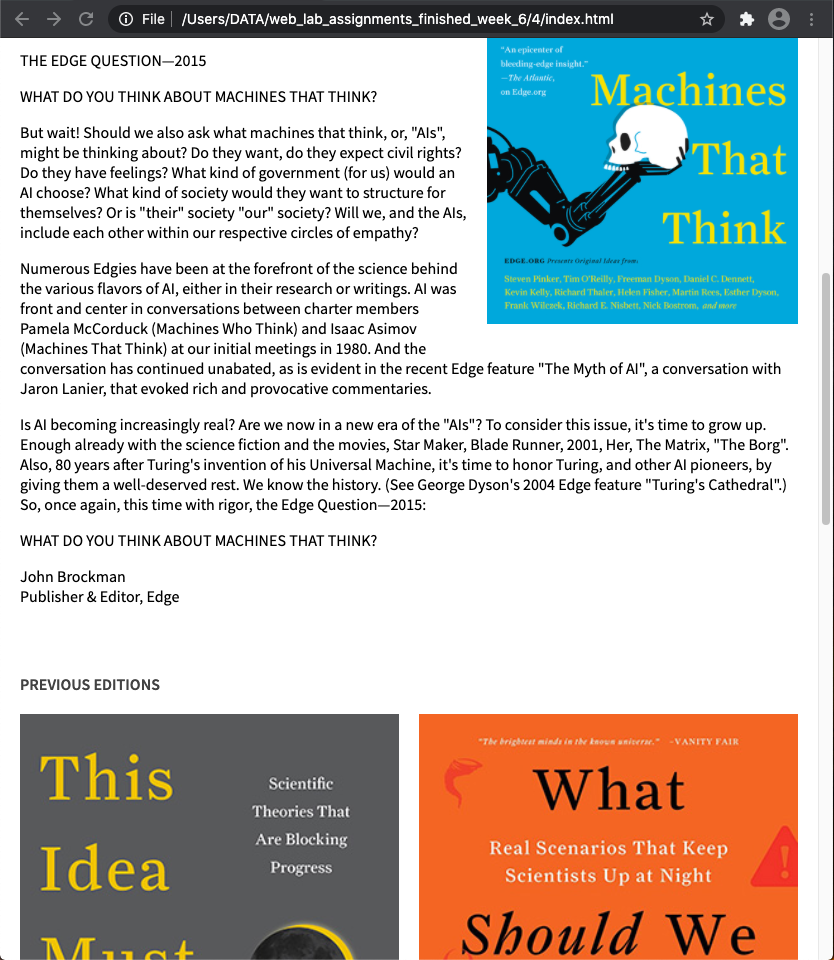 File
/Users/DATA/web_lab_assignments_finished_week_6/4/index.html
THE EDGE QUESTION—2015
WHAT DO YOU THINK ABOUT MACHINES THAT THINK?
But wait! Should we also ask what machines that think, or, "AIs",
might be thinking about? Do they want, do they expect civil rights?
Do they have feelings? What kind of government (for us) would an
AI choose? What kind of society would they want to structure for
themselves? Or is "their" society "our" society? Will we, and the AIs,
include each other within our respective circles of empathy?
Numerous Edgies have been at the forefront of the science behind
the various flavors of AI, either in their research or writings. AI was
front and center in conversations between charter members
Pamela McCorduck (Machines Who Think) and Isaac Asimov
(Machines That Think) at our initial meetings in 1980. And the
conversation has continued unabated, as is evident in the recent Edge feature "The Myth of AI", a conversation with
Jaron Lanier, that evoked rich and provocative commentaries.
Is AI becoming increasingly real? Are we now in a new era of the "AIs"? To consider this issue, it's time to grow up.
Enough already with the science fiction and the movies, Star Maker, Blade Runner, 2001, Her, The Matrix, "The Borg".
Also, 80 years after Turing's invention of his Universal Machine, it's time to honor Turing, and other AI pioneers, by
giving them a well-deserved rest. We know the history. (See George Dyson's 2004 Edge feature "Turing's Cathedral".)
So, once again, this time with rigor, the Edge Question—2015:
WHAT DO YOU THINK ABOUT MACHINES THAT THINK?
John Brockman
Publisher & Editor, Edge
"An epicenter of
bleeding-edge insight."
—The Atlantic,
on Edge.org
Machines
That
Think
EDGE.ORG Presents Original Ideas from:
Steven Pinker, Tim O'Reilly, Freeman Dyson, Daniel C. Dennett,
Kevin Kelly, Richard Thaler, Helen Fisher, Martin Rees, Esther Dyson,
Frank Wilczek, Richard E. Nisbett, Nick Bostrom, and more
PREVIOUS EDITIONS
This
Idea
Must
Scientific
Theories That
Are Blocking
Progress
"The brightest minds in the known universe." –VANITY FAIR
What
Real Scenarios That Keep
Scientists Up at Night
Should We